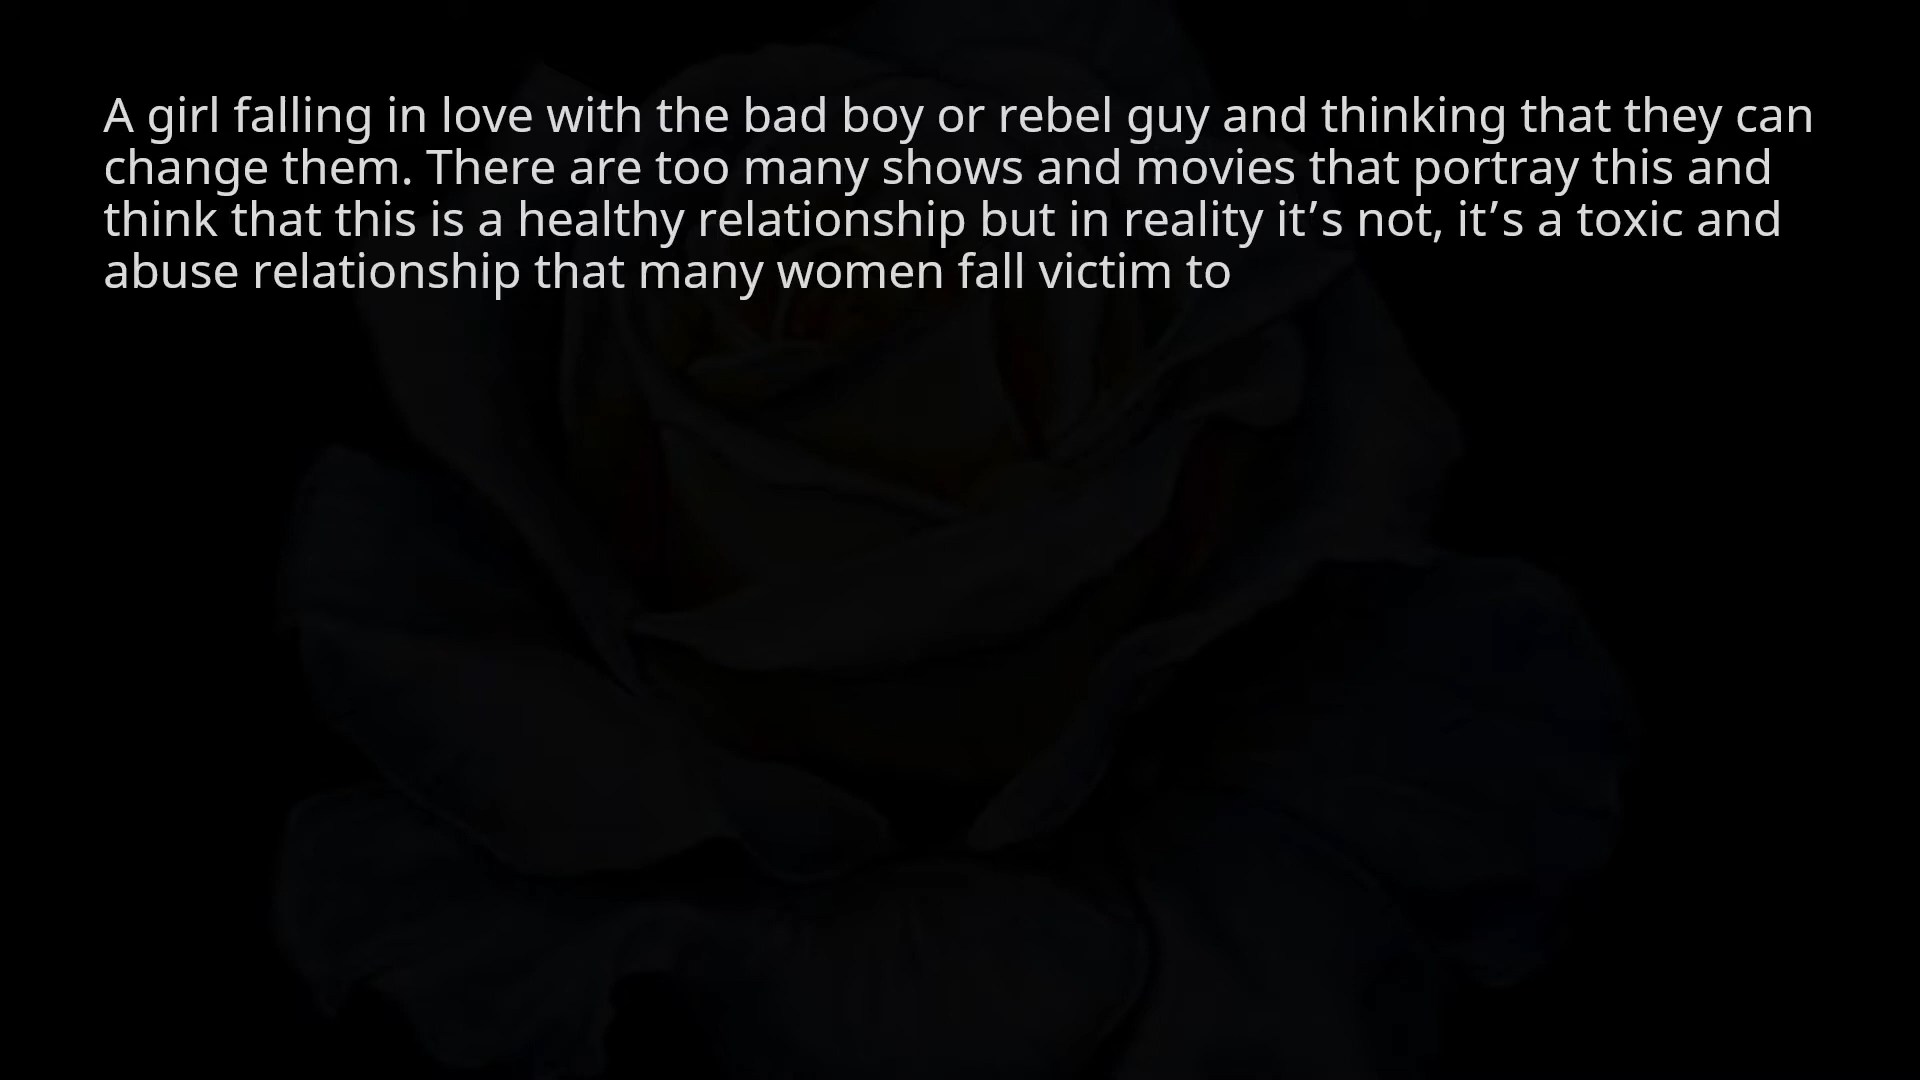 A girl falling in love with the bad boy or rebel guy and thinking that they can
change them. There are too many shows and movies that portray this and
think that this is a healthy relationship but in reality it’s not, it’s a toxic and
abuse relationship that many women fall victim to